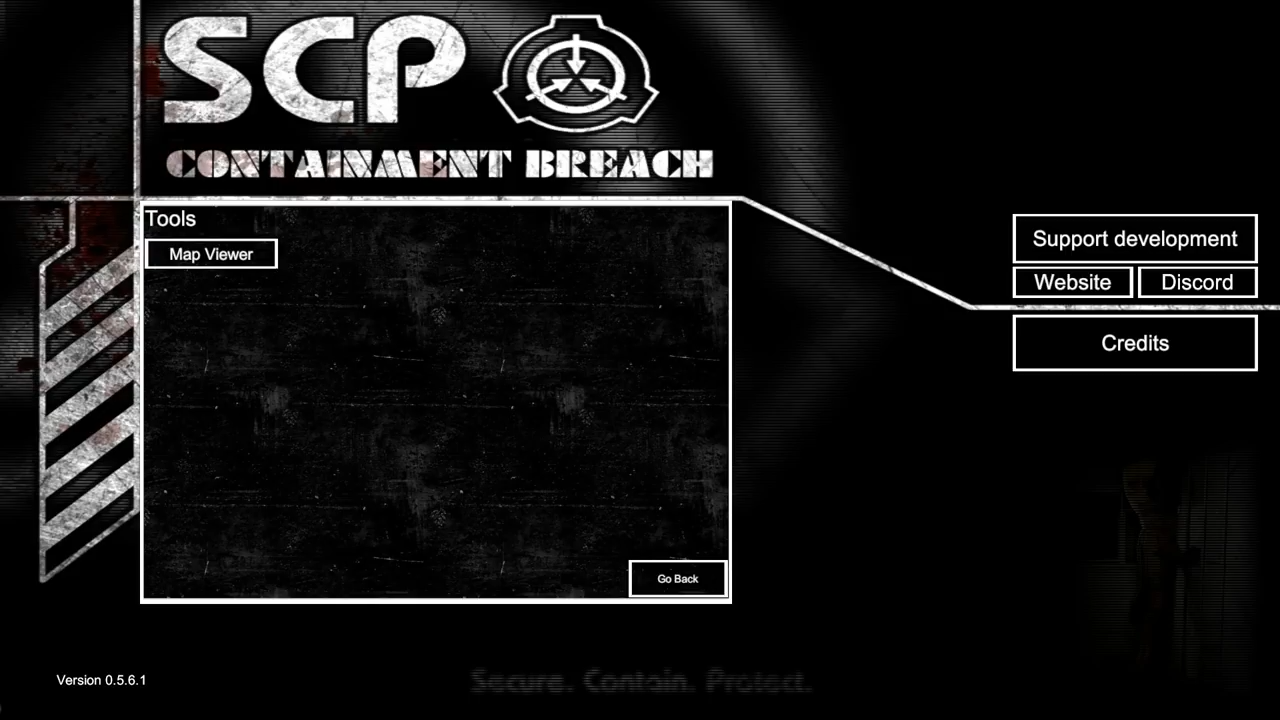 SCP
CONTAINMENT BREACH
Tools
Map Viewer
Support development
Website
Discord
Credits
Go Back
Version 0.5.6.1
Secure. Contain. Protect.